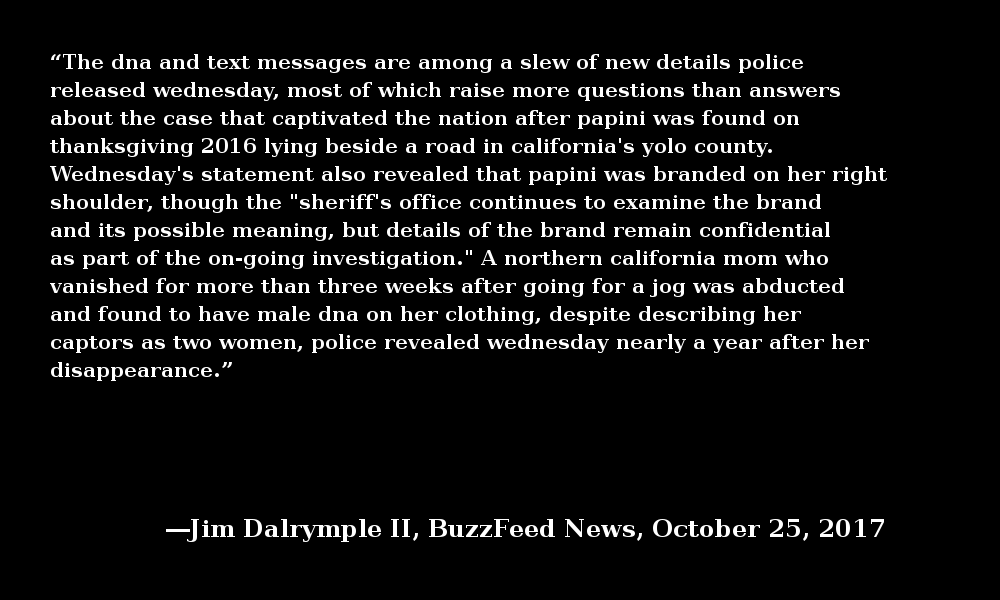 “The dna and text messages are among a slew of new details police
released wednesday, most of which raise more questions than answers
about the case that captivated the nation after papini was found on
thanksgiving 2016 lying beside a road in california's yolo county.
Wednesday's statement also revealed that papini was branded on her right
shoulder, though the "sheriff's office continues to examine the brand
and its possible meaning, but details of the brand remain confidential
as part of the on-going investigation." A northern california mom who
vanished for more than three weeks after going for a jog was abducted
and found to have male dna on her clothing, despite describing her
captors as two women, police revealed wednesday nearly a year after her
disappearance.”
—Jim Dalrymple II, BuzzFeed News, October 25, 2017